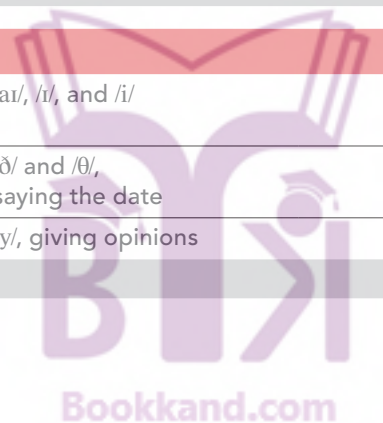 /aɪ/, /ɪ/, and /i/
/ð/ and /θ/,
saying the date
/y/, giving opinions
Bookkand.com